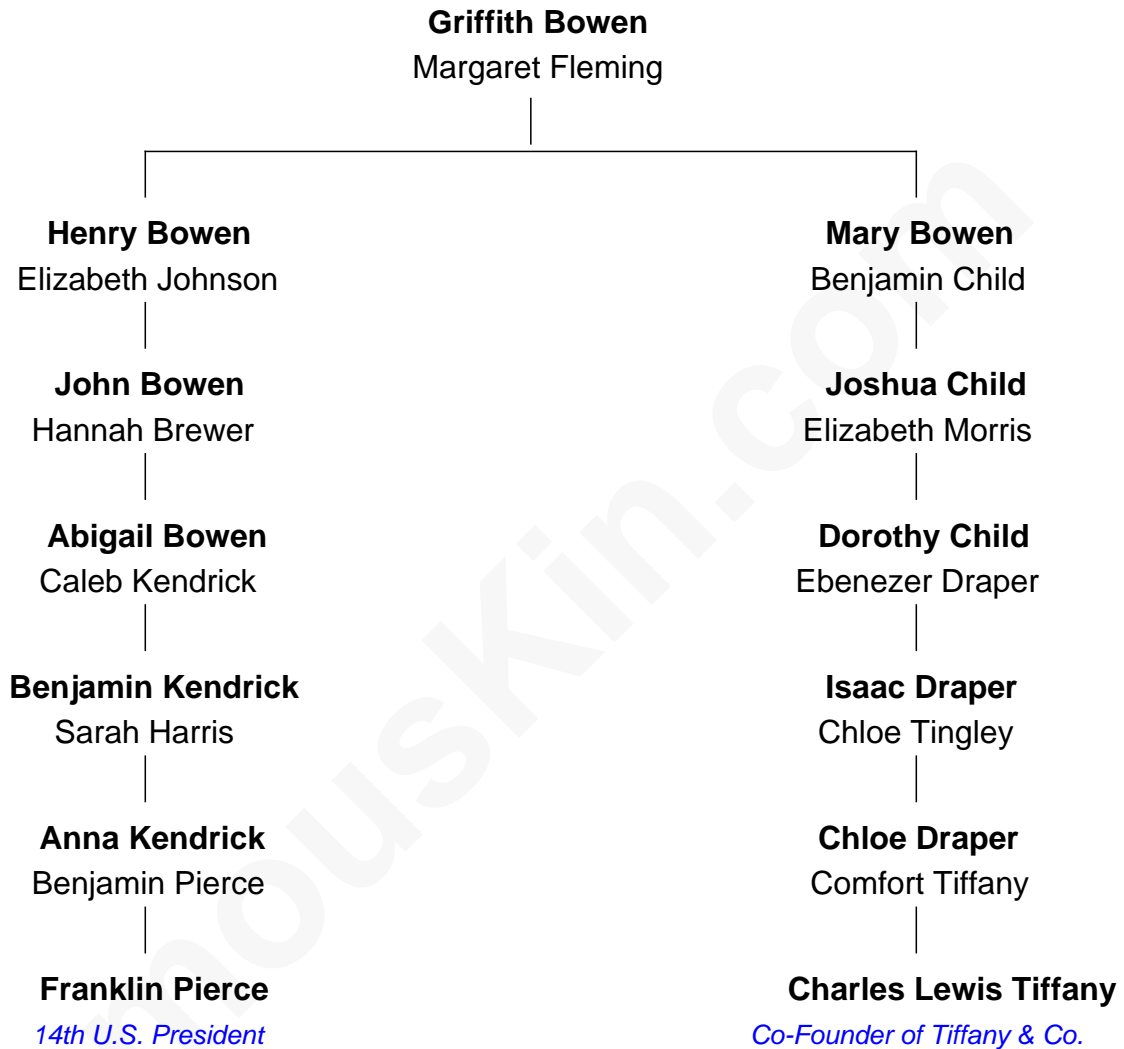 Griffith Bowen
Margaret Fleming
Henry Bowen
Elizabeth Johnson
Mary Bowen
Benjamin Child
John Bowen
Hannah Brewer
Joshua Child
Elizabeth Morris
Abigail Bowen
Caleb Kendrick
Dorothy Child
Ebenezer Draper
Benjamin Kendrick
Sarah Harris
Isaac Draper
Chloe Tingley
Anna Kendrick
Benjamin Pierce
Chloe Draper
Comfort Tiffany
Franklin Pierce
14th U.S. President
Charles Lewis Tiffany
Co-Founder of Tiffany & Co.
mousKin.com